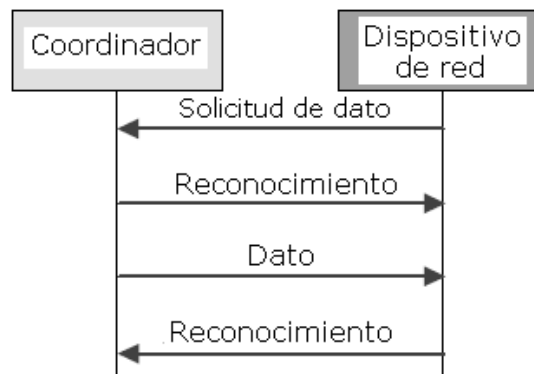 Coordinador
Dispositivo
de red
Solicitud de dato
Reconocimiento
Dato
Reconocimiento